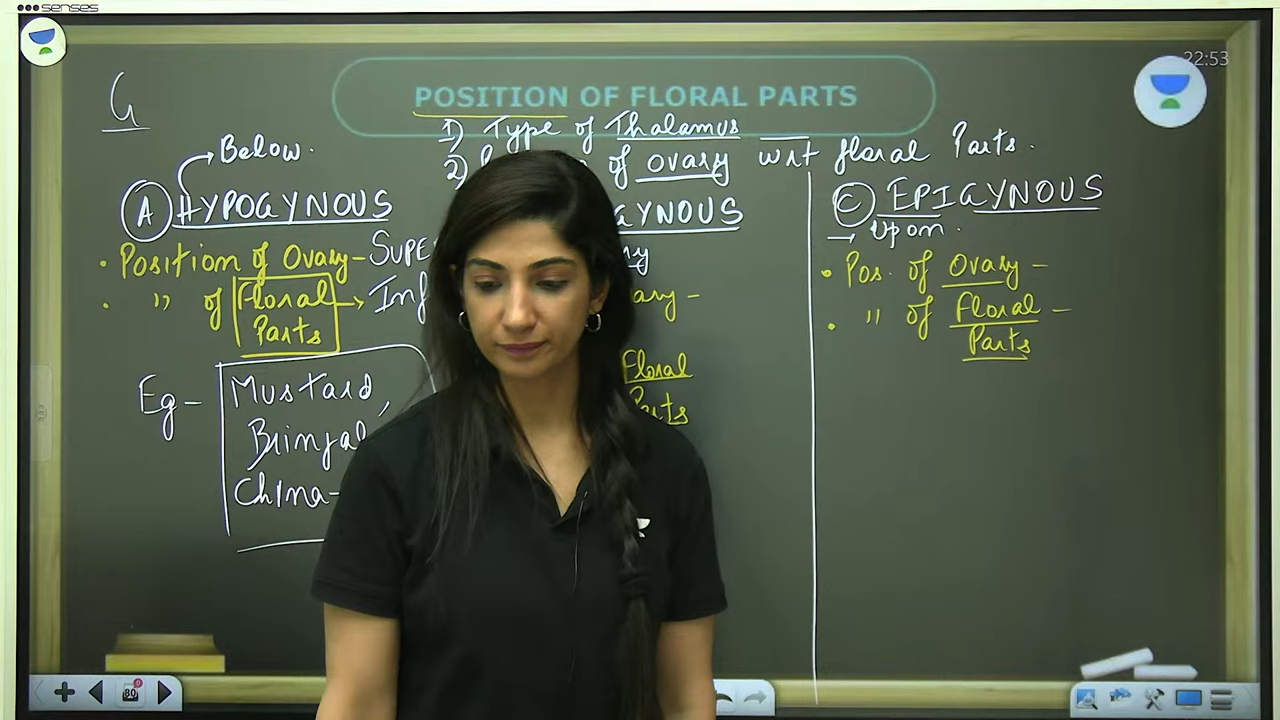 senses
22:53
G
POSITION OF FLORAL PARTS
1) Type of Thalamus
2) of ovary wrt floral Parts.
Below.
(A) HYPOGYNOUS
• Position of Ovary - SUPE
• " of Floral Parts → Inf
Eg - Mustard,
Brinjal
China-
GYNOUS
ary -
Floral
Parts
(C) EPIGYNOUS
→ Upon.
• Pos. of Ovary -
• " of Floral -
Parts
80